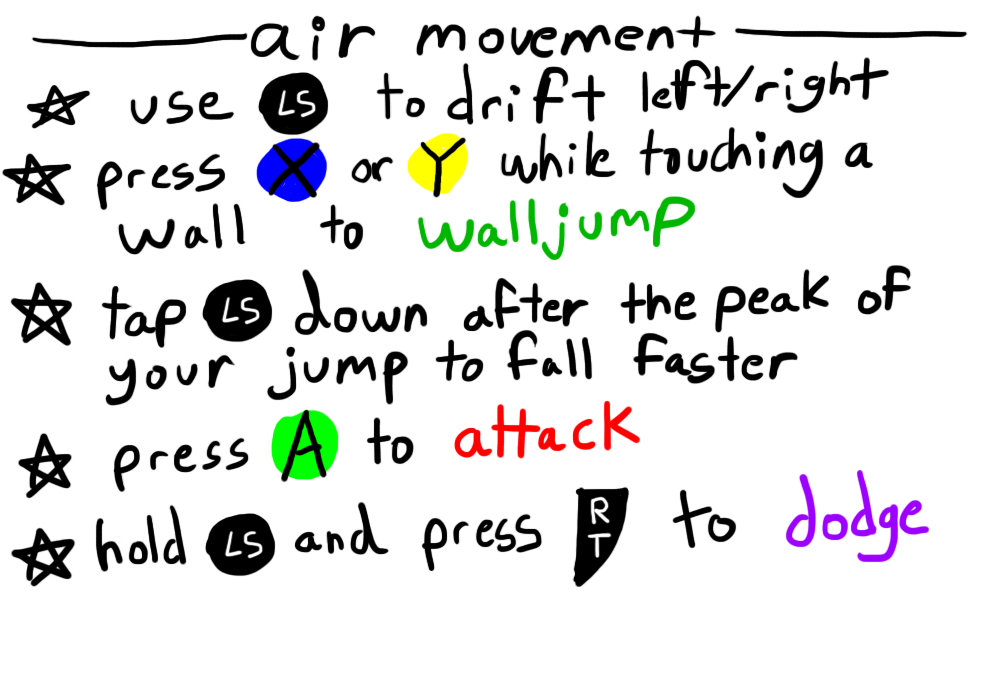 air movement
use LS to drift left/right
press X or Y while touching a
wall to walljump
tap LS down after the peak of
your jump to fall faster
press A to attack
hold LS and press RT to dodge